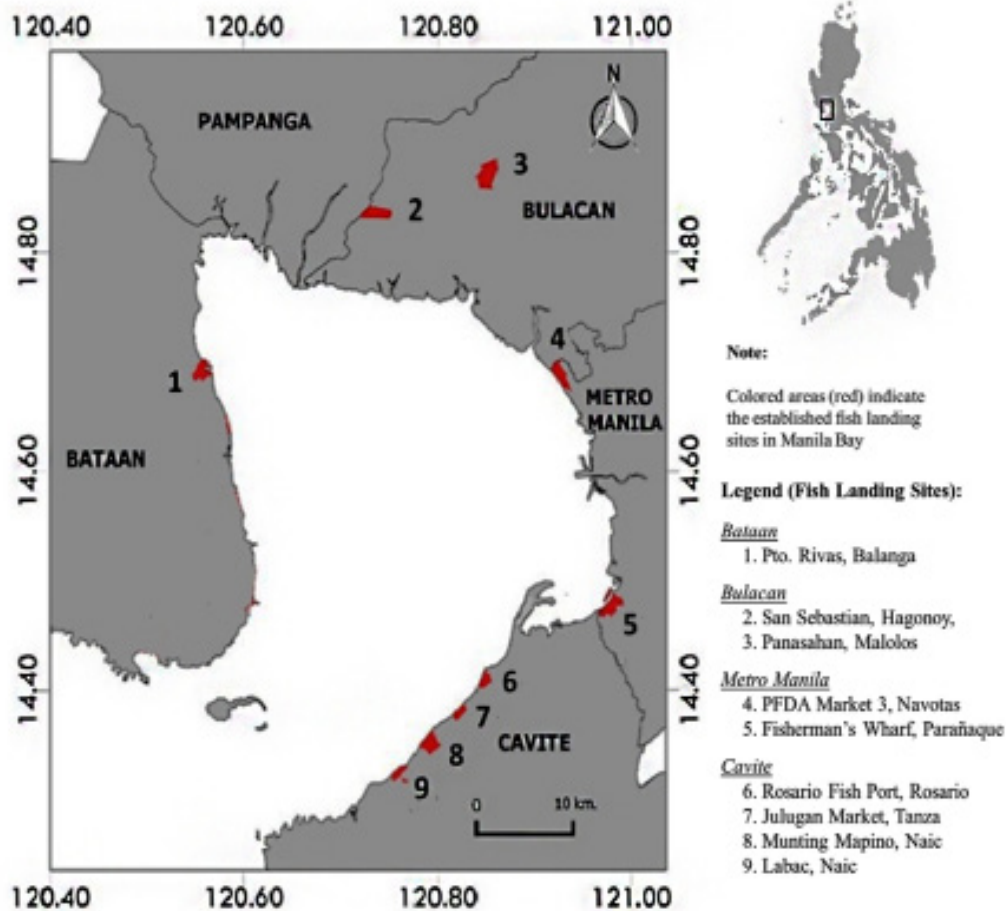 120.40 120.60 120.80 121.00
N
PAMPANGA
3
2
BULACAN
14.80 14.80
4
1
METRO
MANILA
BATAAN
14.60 14.60
5
14.40 14.40
6
7
CAVITE
8
9
0 10 km.
120.40 120.60 120.80 121.00
Note:
Colored areas (red) indicate
the established fish landing
sites in Manila Bay
Legend (Fish Landing Sites):
Bataan
1. Pto. Rivas, Balanga
Bulacan
2. San Sebastian, Hagonoy,
3. Panasahan, Malolos
Metro Manila
4. PFDA Market 3, Navotas
5. Fisherman's Wharf, Parañaque
Cavite
6. Rosario Fish Port, Rosario
7. Julugan Market, Tanza
8. Munting Mapino, Naic
9. Labac, Naic